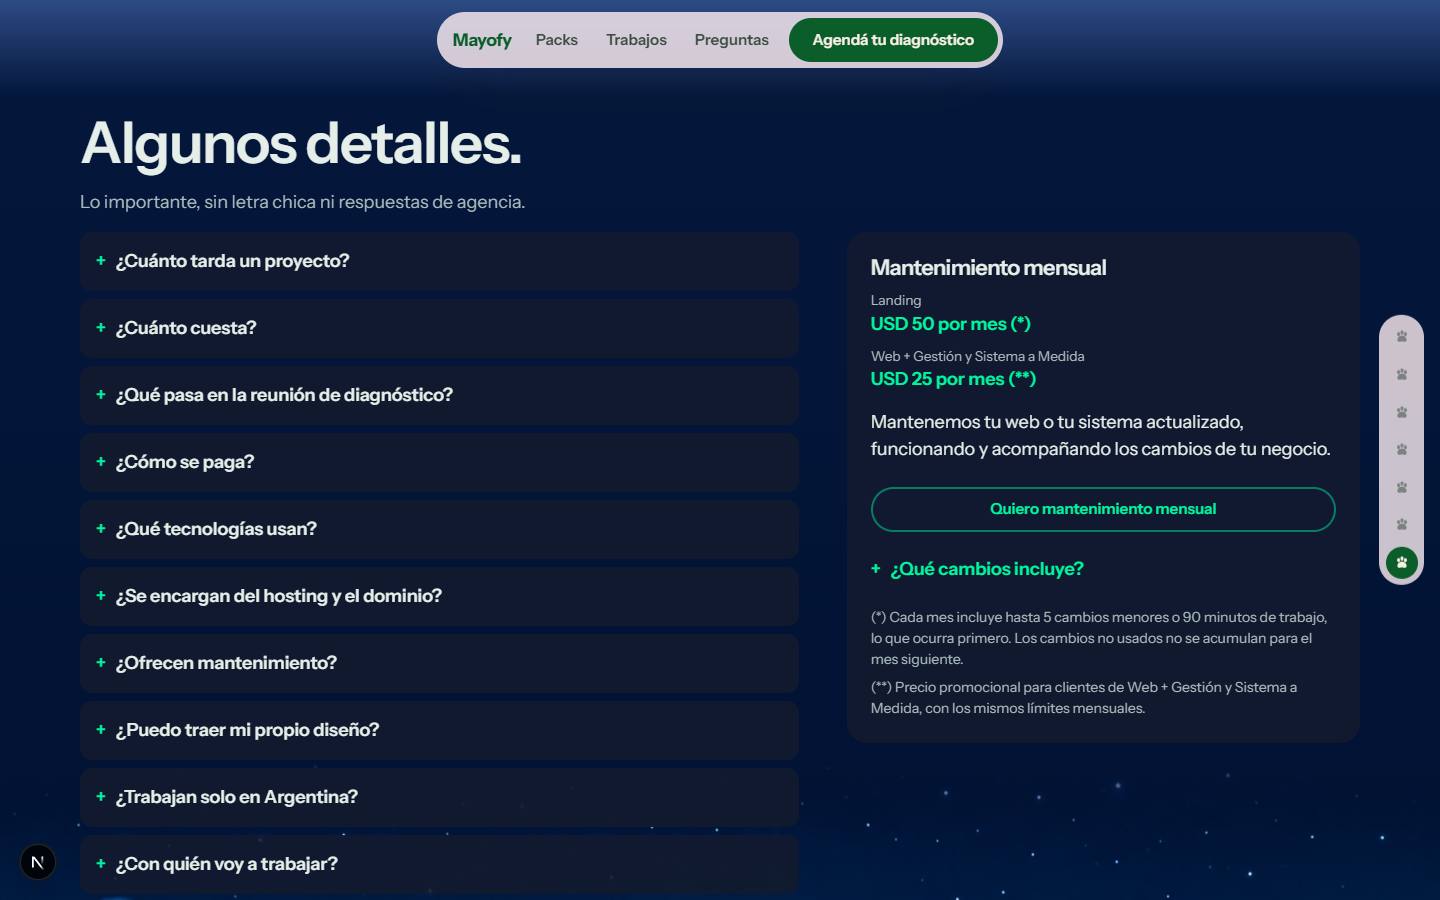 Mayofy
Packs
Trabajos
Preguntas
Agendá tu diagnóstico
Algunos detalles.
Lo importante, sin letra chica ni respuestas de agencia.
+ ¿Cuánto tarda un proyecto?
+ ¿Cuánto cuesta?
+ ¿Qué pasa en la reunión de diagnóstico?
+ ¿Cómo se paga?
+ ¿Qué tecnologías usan?
+ ¿Se encargan del hosting y el dominio?
+ ¿Ofrecen mantenimiento?
+ ¿Puedo traer mi propio diseño?
+ ¿Trabajan solo en Argentina?
+ ¿Con quién voy a trabajar?
Mantenimiento mensual
Landing
USD 50 por mes (*)
Web + Gestión y Sistema a Medida
USD 25 por mes (**)
Mantenemos tu web o tu sistema actualizado,
funcionando y acompañando los cambios de tu negocio.
Quiero mantenimiento mensual
+ ¿Qué cambios incluye?
(*) Cada mes incluye hasta 5 cambios menores o 90 minutos de trabajo,
lo que ocurra primero. Los cambios no usados no se acumulan para el
mes siguiente.
(**) Precio promocional para clientes de Web + Gestión y Sistema a
Medida, con los mismos límites mensuales.
N